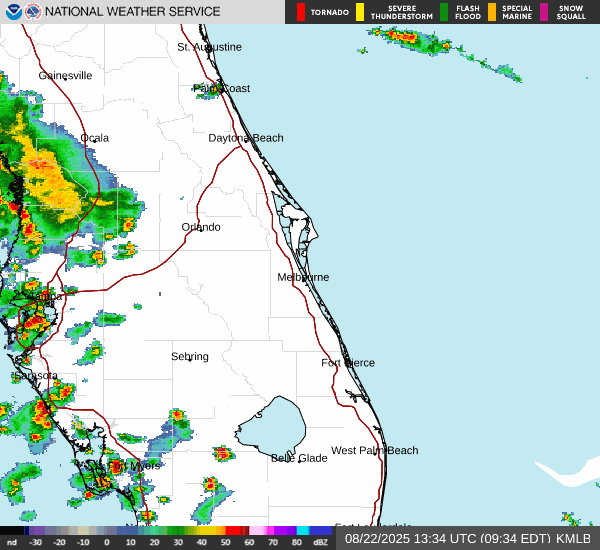 NATIONAL WEATHER SERVICE
TORNADO
SEVERE THUNDERSTORM
FLASH FLOOD
SPECIAL MARINE
SNOW SQUALL
St. Augustine
Gainesville
Palm Coast
Ocala
Daytona Beach
Orlando
Melbourne
Tampa
Sebring
Fort Pierce
Sarasota
West Palm Beach
Belle Glade
Fort Myers
Fort Lauderdale
nd -30 -20 -10 0 10 20 30 40 50 60 70 80 dBZ
08/22/2025 13:34 UTC (09:34 EDT) KMLB